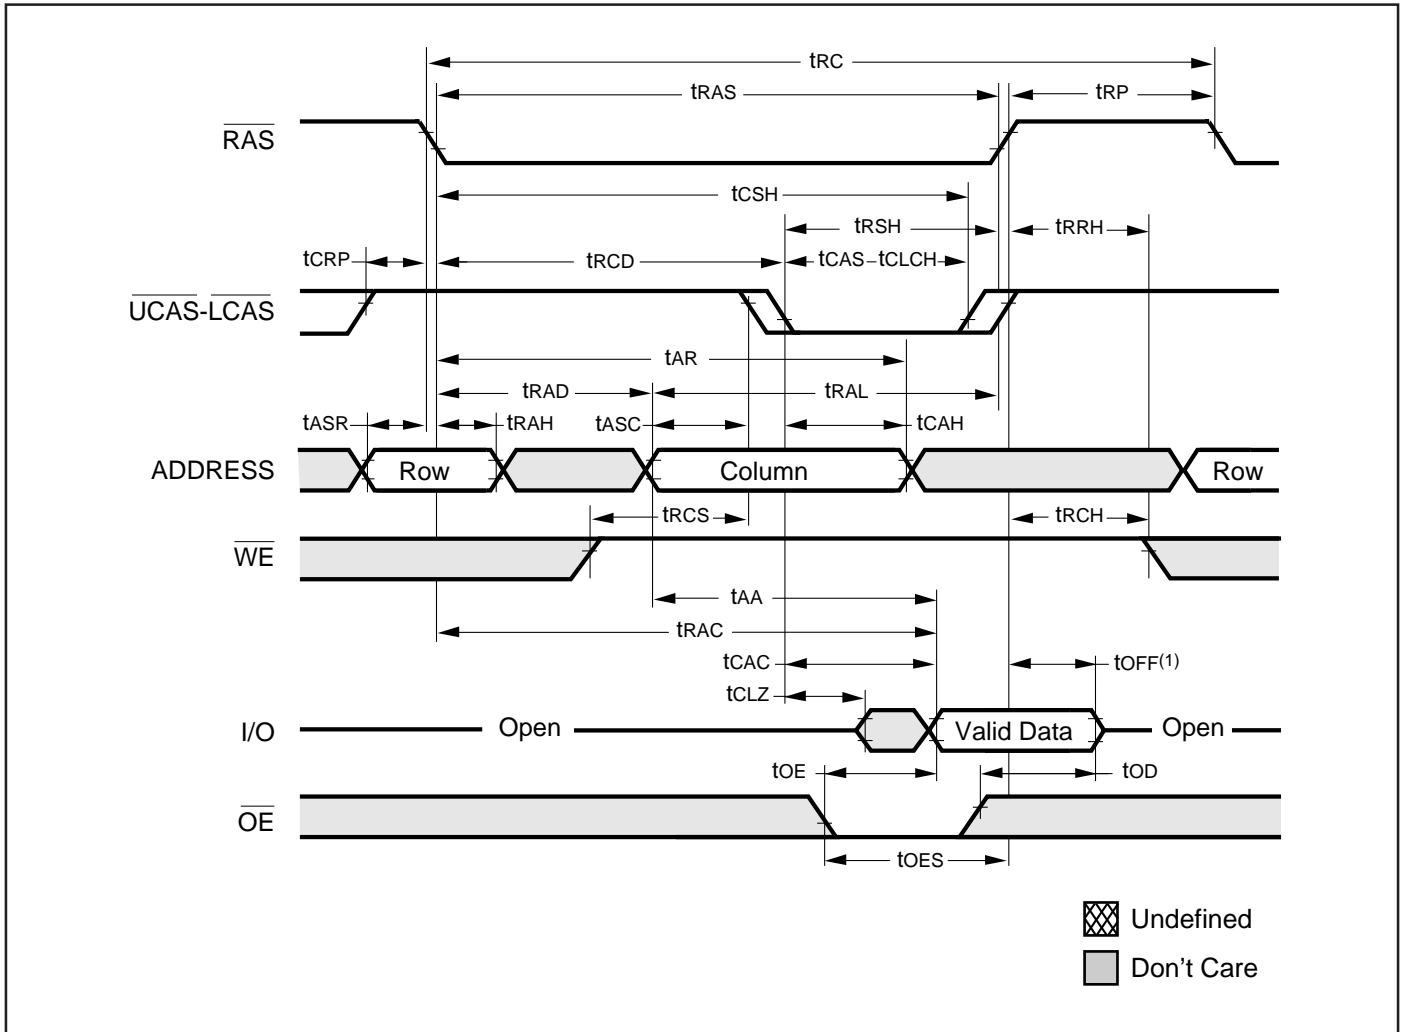 tRC
tRAS
tRP
RAS
tCSH
tRSH
tRRH
tCRP
tRCD
tCAS
tCLCH
UCAS-LCAS
tAR
tRAD
tRAL
tASR
tRAH
tASC
tCAH
ADDRESS
Row
Column
Row
tRCS
tRCH
WE
tAA
tRAC
tCAC
tOFF(1)
tCLZ
I/O
Open
Valid Data
Open
tOE
tOD
OE
tOES
Undefined
Don't Care